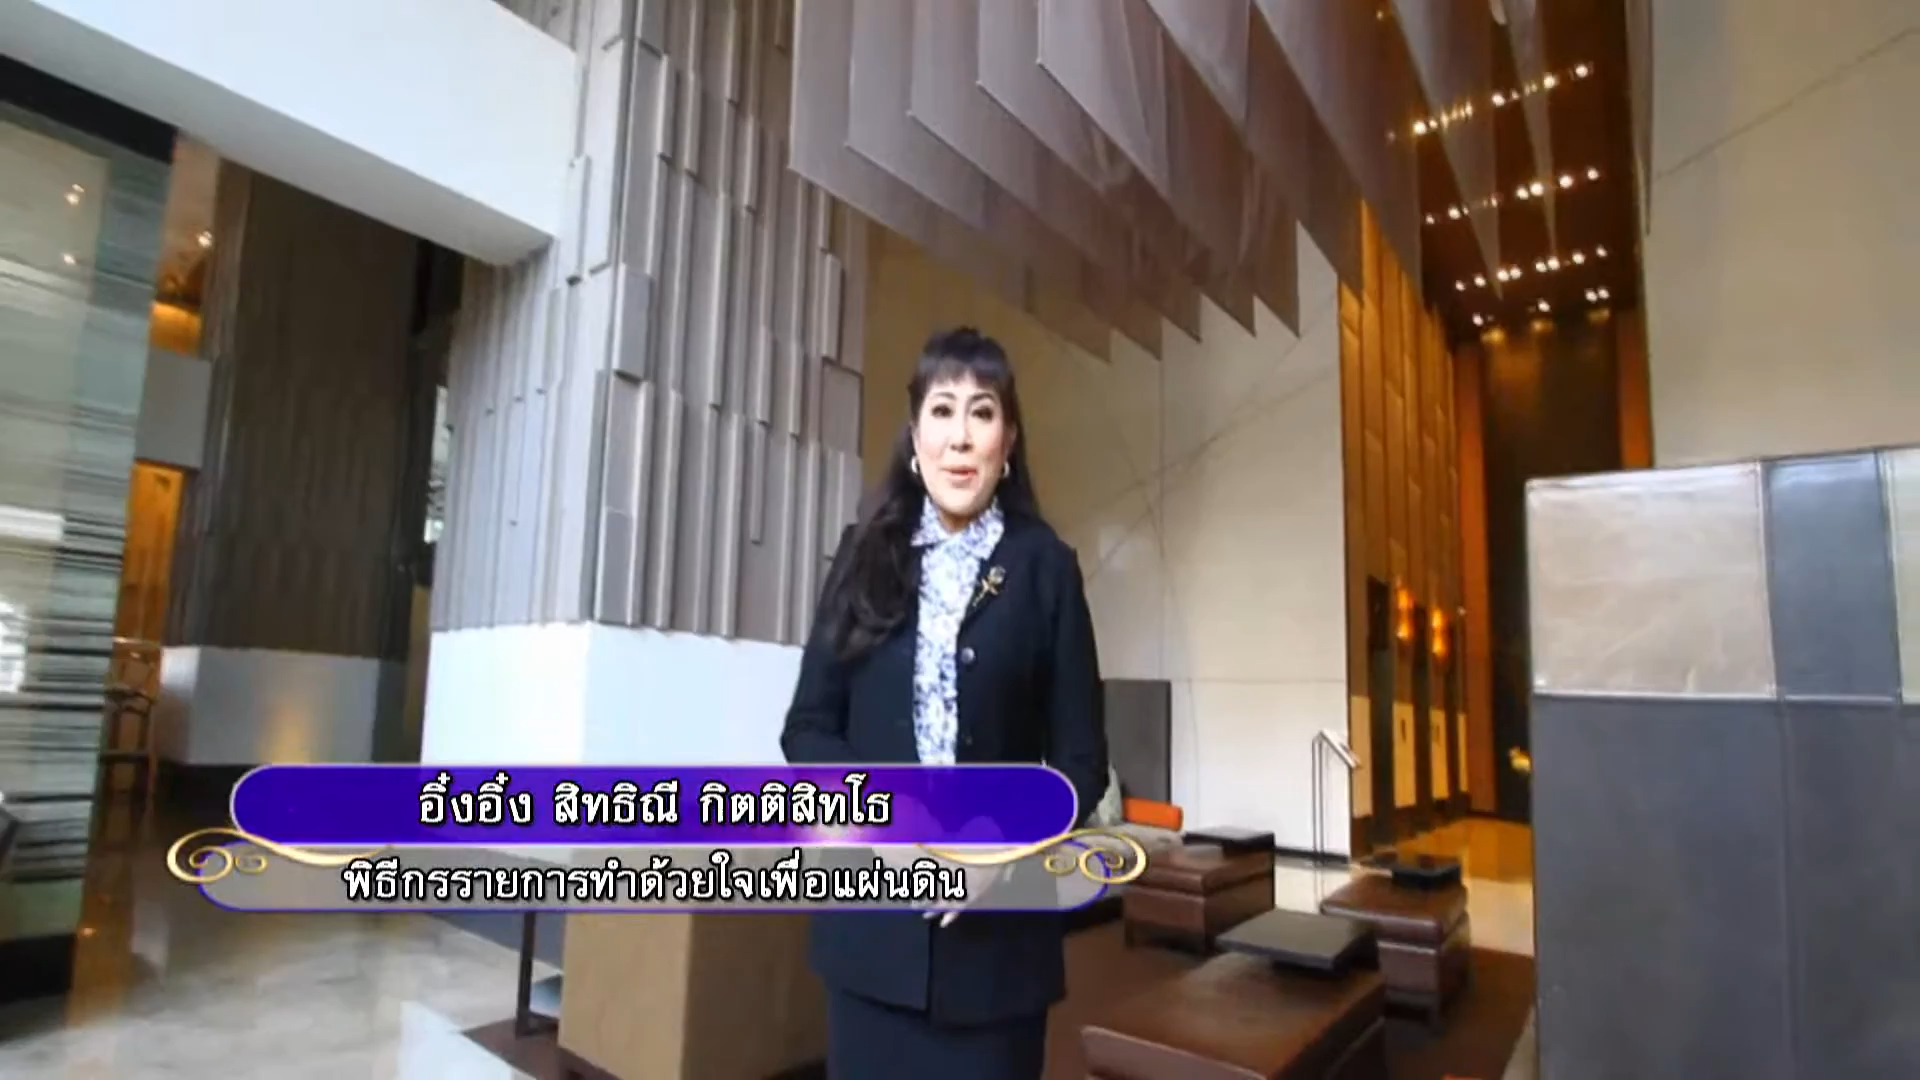 อิ๋งอิ๋ง สิทธิณี กิตติสิทโธ
พิธีกรรายการทำด้วยใจเพื่อแผ่นดิน